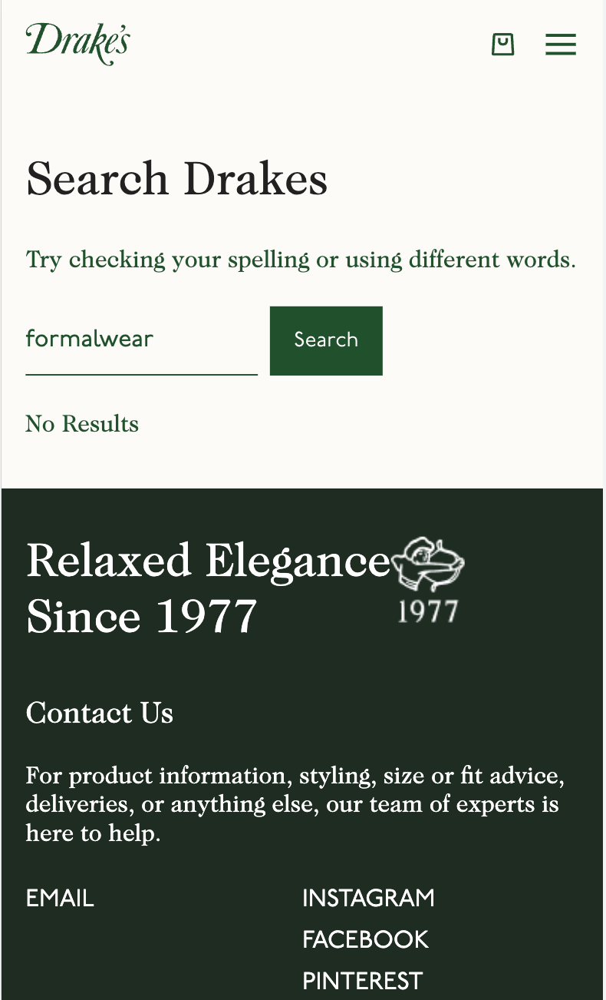 Drake's
Search Drakes
Try checking your spelling or using different words.
formalwear
Search
No Results
Relaxed Elegance
Since 1977
1977
Contact Us
For product information, styling, size or fit advice,
deliveries, or anything else, our team of experts is
here to help.
EMAIL
INSTAGRAM
FACEBOOK
PINTEREST